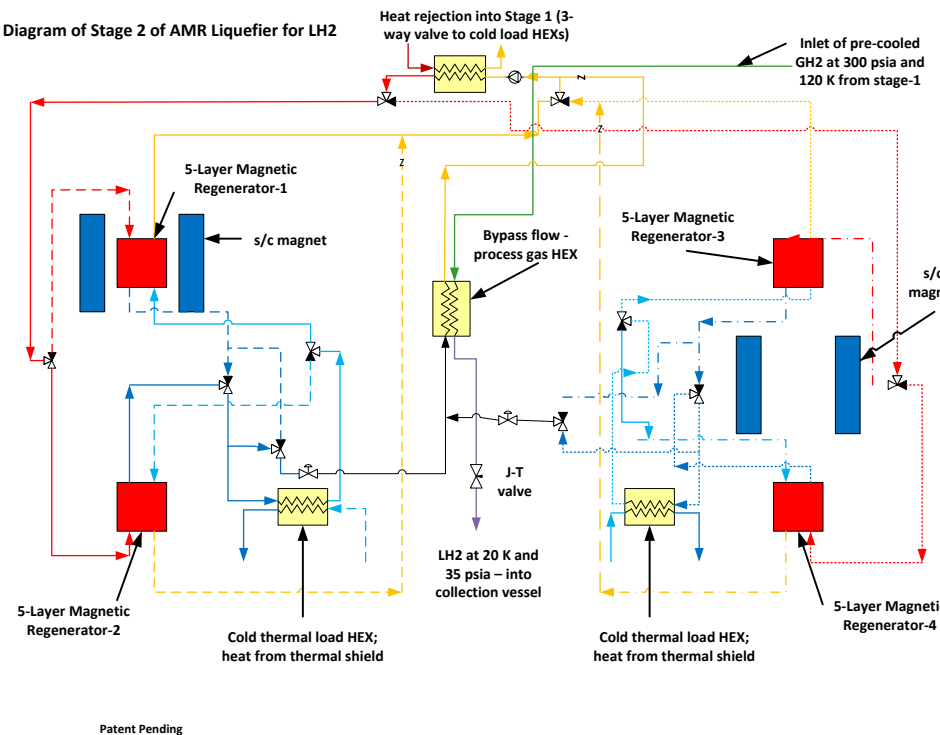 Diagram of Stage 2 of AMR Liquefier for LH2
Heat rejection into Stage 1 (3-
way valve to cold load HEXs)
Inlet of pre-cooled
GH2 at 300 psia and
120 K from stage-1
z
z
z
5-Layer Magnetic
Regenerator-1
s/c magnet
Bypass flow -
process gas HEX
5-Layer Magnetic
Regenerator-3
s/c
magn
J-T
valve
LH2 at 20 K and
35 psia – into
collection vessel
5-Layer Magnetic
Regenerator-2
Cold thermal load HEX;
heat from thermal shield
Cold thermal load HEX;
heat from thermal shield
5-Layer Magneti
Regenerator-4
Patent Pending